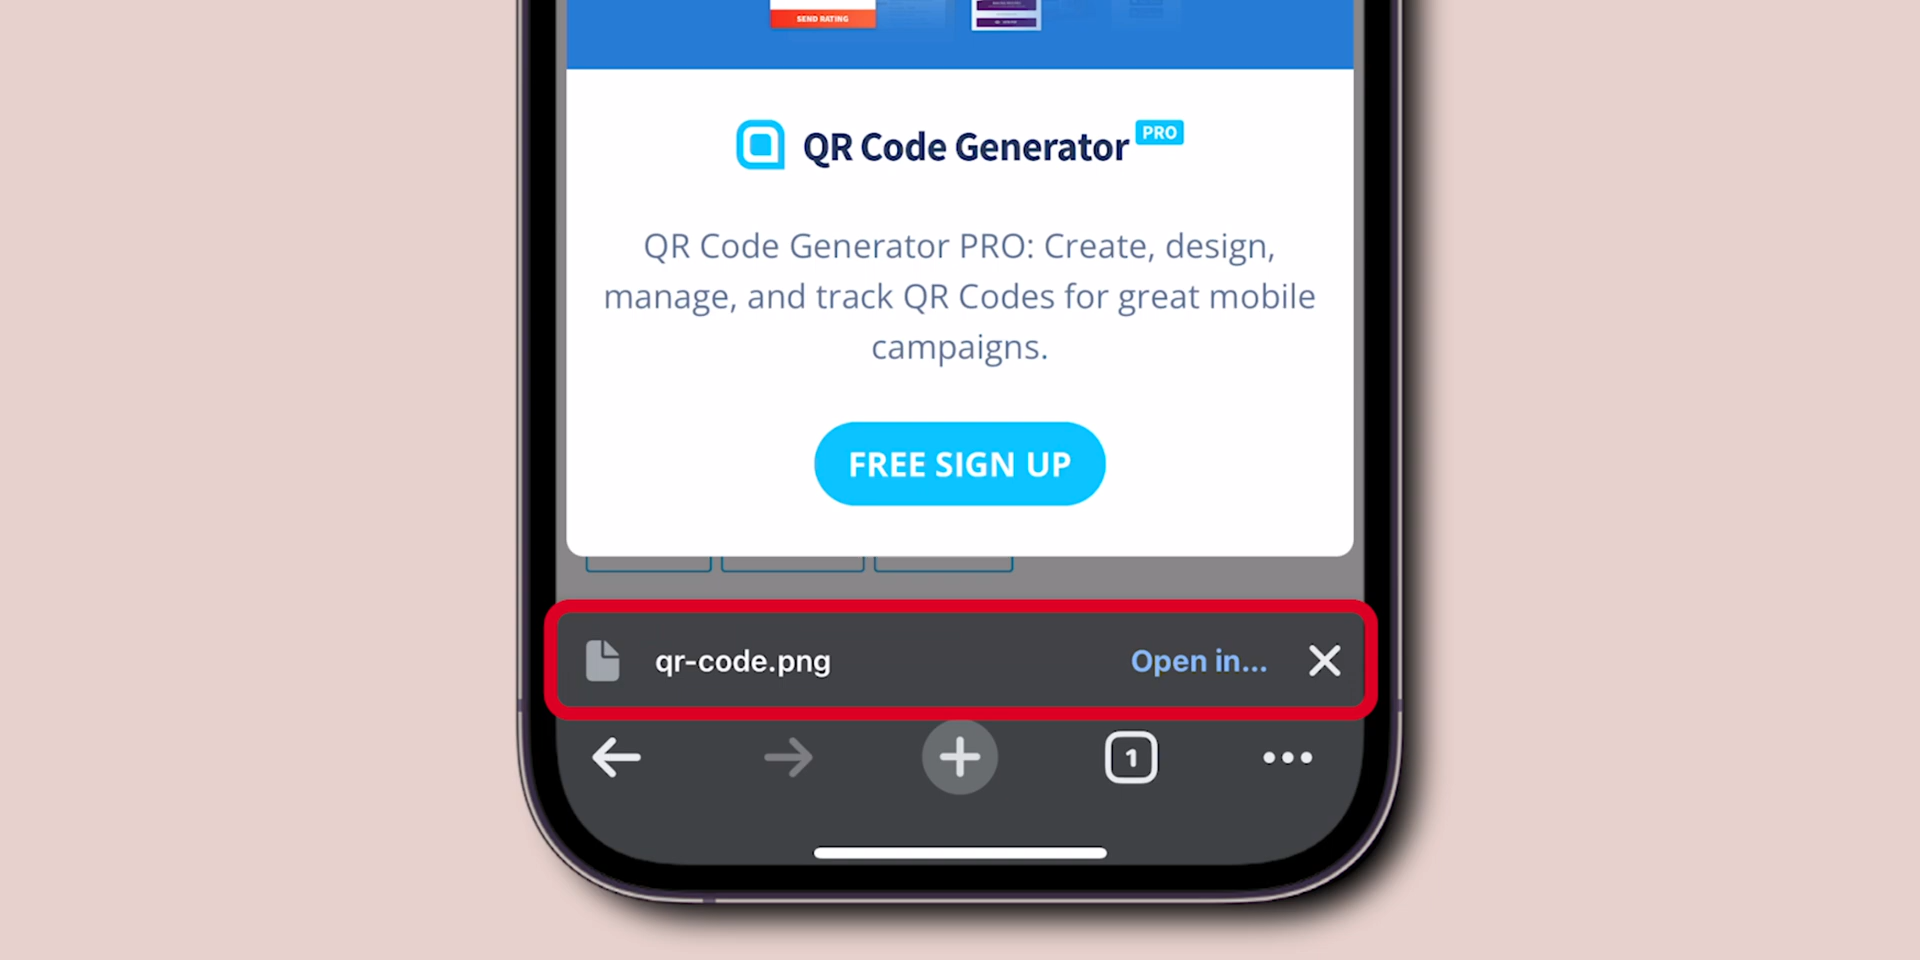 SEND RATING
QR Code Generator PRO
QR Code Generator PRO: Create, design,
manage, and track QR Codes for great mobile
campaigns.
FREE SIGN UP
qr-code.png Open in...
1